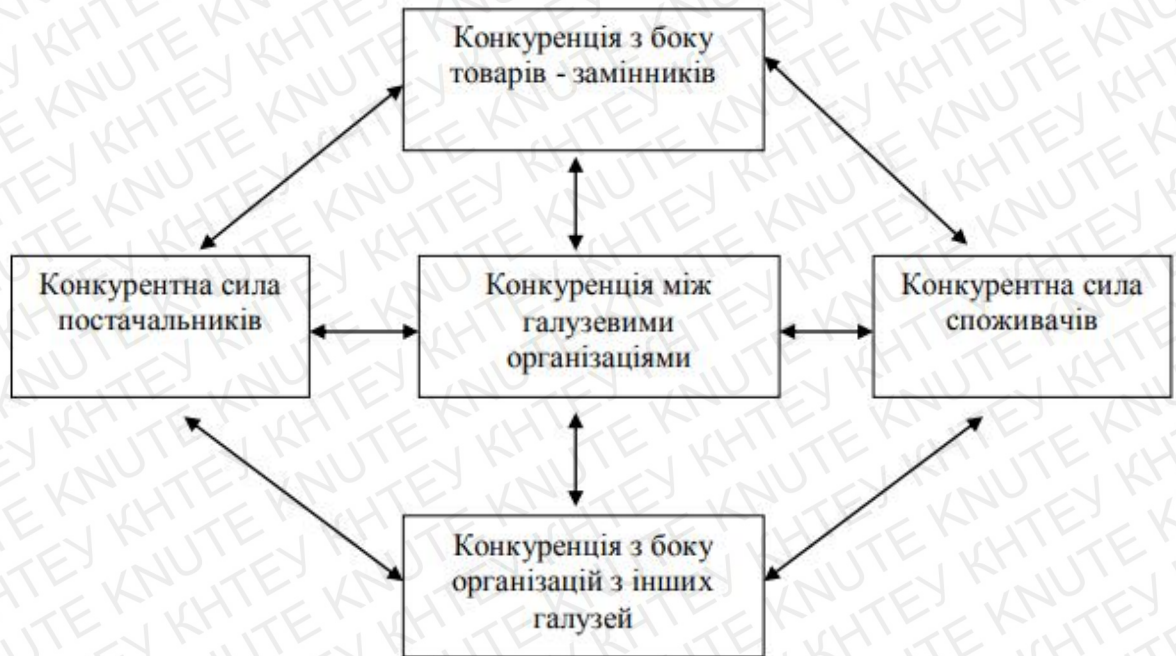 Конкуренція з боку
товарів - замінників
Конкурентна сила
постачальників
Конкуренція між
галузевими
організаціями
Конкурентна сила
споживачів
Конкуренція з боку
організацій з інших
галузей